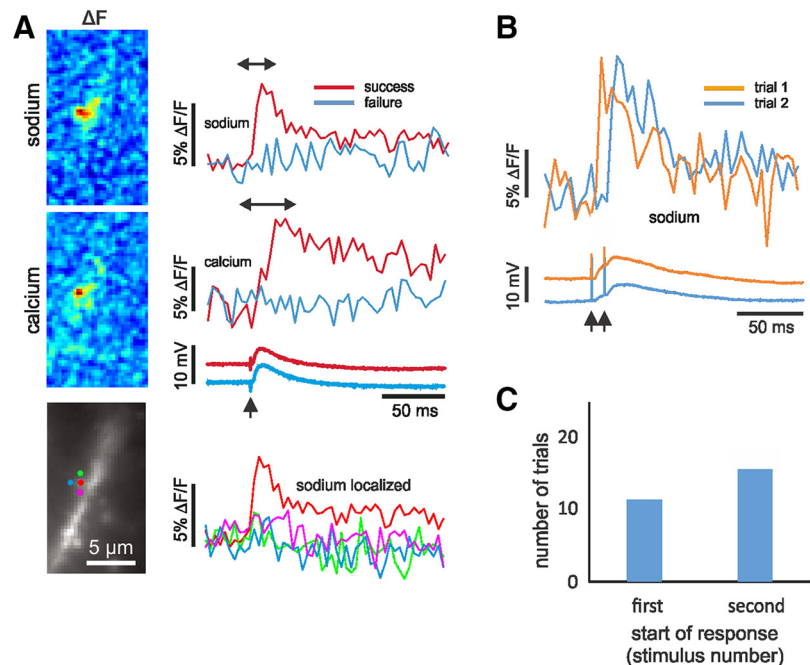 A
ΔF
sodium
calcium
5 µm
success
failure
5% ΔF/F
sodium
5% ΔF/F
calcium
10 mV
50 ms
5% ΔF/F
sodium localized
B
trial 1
trial 2
5% ΔF/F
sodium
10 mV
50 ms
C
number of trials
20
10
0
first second
start of response
(stimulus number)